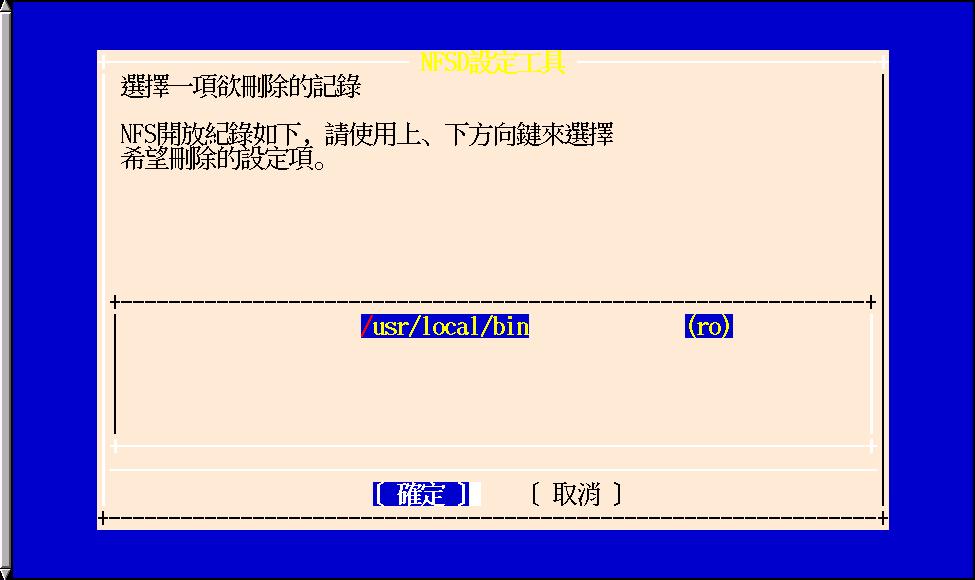 NFSD設定工具
選擇一項欲刪除的記錄
NFS開放紀錄如下，請使用上、下方向鍵來選擇
希望刪除的設定項。
/usr/local/bin (ro)
[ 確定 ] [ 取消 ]